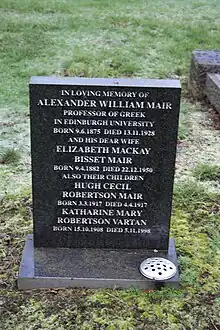 IN LOVING MEMORY OF
ALEXANDER WILLIAM MAIR
PROFESSOR OF GREEK
IN EDINBURGH UNIVERSITY
BORN 9.6.1875 DIED 13.11.1928
AND HIS DEAR WIFE
ELIZABETH MACKAY
BISSET MAIR
BORN 9.4.1882 DIED 22.12.1950
ALSO THEIR CHILDREN
HUGH CECIL
ROBERTSON MAIR
BORN 3.3.1917 DIED 4.4.1917
KATHARINE MARY
ROBERTSON VARTAN
BORN 15.10.1908 DIED 5.11.1998